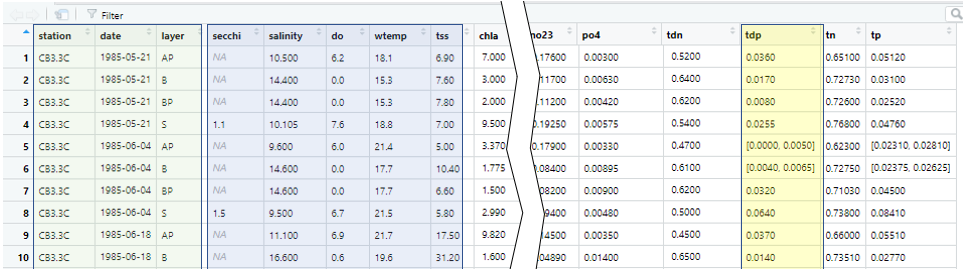 Filter
station date layer secchi salinity do wtemp tss chla no23 po4 tdn tdp tn tp
1 CB3.3C 1985-05-21 AP NA 10.500 6.2 18.1 6.90 7.000 .17600 0.00300 0.5200 0.0360 0.65100 0.05120
2 CB3.3C 1985-05-21 B NA 14.400 0.0 15.3 7.60 3.000 .11700 0.00630 0.6400 0.0170 0.72730 0.03100
3 CB3.3C 1985-05-21 BP NA 14.400 0.0 15.3 7.80 2.000 .11200 0.00420 0.6200 0.0080 0.72600 0.02520
4 CB3.3C 1985-05-21 S 1.1 10.105 7.6 18.8 7.00 9.500 0.19250 0.00575 0.5400 0.0255 0.76800 0.04760
5 CB3.3C 1985-06-04 AP NA 9.600 6.0 21.4 5.00 3.370 0.17900 0.00330 0.4700 [0.0000, 0.0050] 0.62300 [0.02310, 0.02810]
6 CB3.3C 1985-06-04 B NA 14.600 0.0 17.7 10.40 1.775 .08400 0.00895 0.6100 [0.0040, 0.0065] 0.72750 [0.02375, 0.02625]
7 CB3.3C 1985-06-04 BP NA 14.600 0.0 17.7 6.60 1.500 08200 0.00900 0.6200 0.0320 0.71030 0.04500
8 CB3.3C 1985-06-04 S 1.5 9.500 6.7 21.5 5.80 2.990 9400 0.00480 0.5000 0.0640 0.73800 0.08410
9 CB3.3C 1985-06-18 AP NA 11.100 6.9 21.7 17.50 9.820 14500 0.00350 0.4500 0.0370 0.66000 0.05510
10 CB3.3C 1985-06-18 B NA 16.600 0.6 19.6 31.20 1.600 .04890 0.01400 0.6500 0.0140 0.73510 0.02770